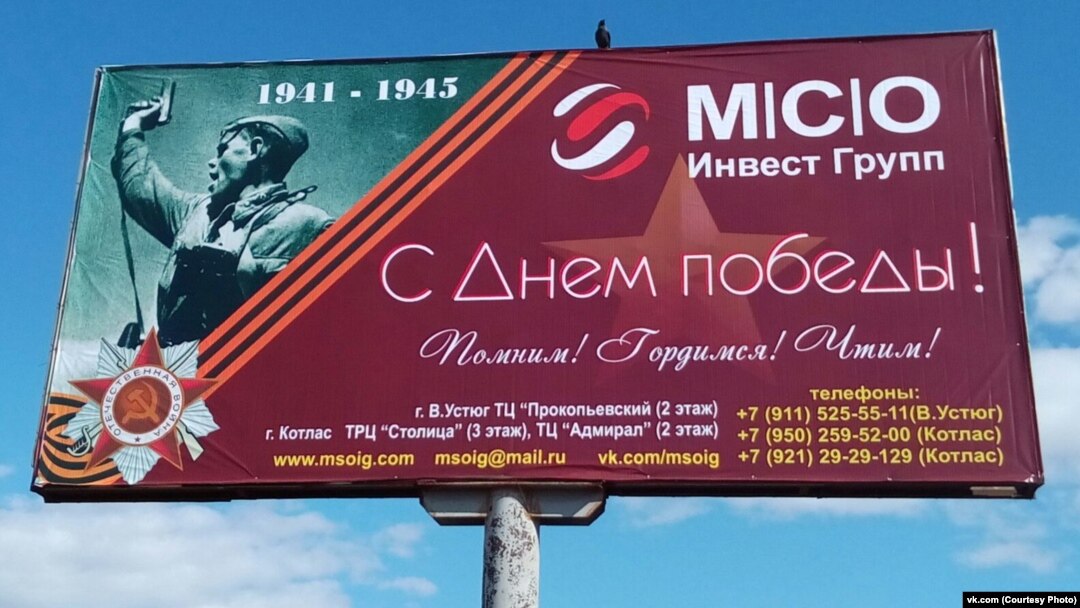 1941 - 1945
М|С|О
Инвест Групп
С Днем победы!
Помним! Гордимся! Чтим!
ОТЕЧЕСТВЕННАЯ ВОЙНА
г. В.Устюг ТЦ "Прокопьевский (2 этаж)
г. Котлас ТРЦ "Столица" (3 этаж), ТЦ "Адмирал" (2 этаж)
www.msoig.com msoig@mail.ru vk.com/msoig
телефоны:
+7 (911) 525-55-11(В.Устюг)
+7 (950) 259-52-00 (Котлас)
+7 (921) 29-29-129 (Котлас)
vk.com (Courtesy Photo)